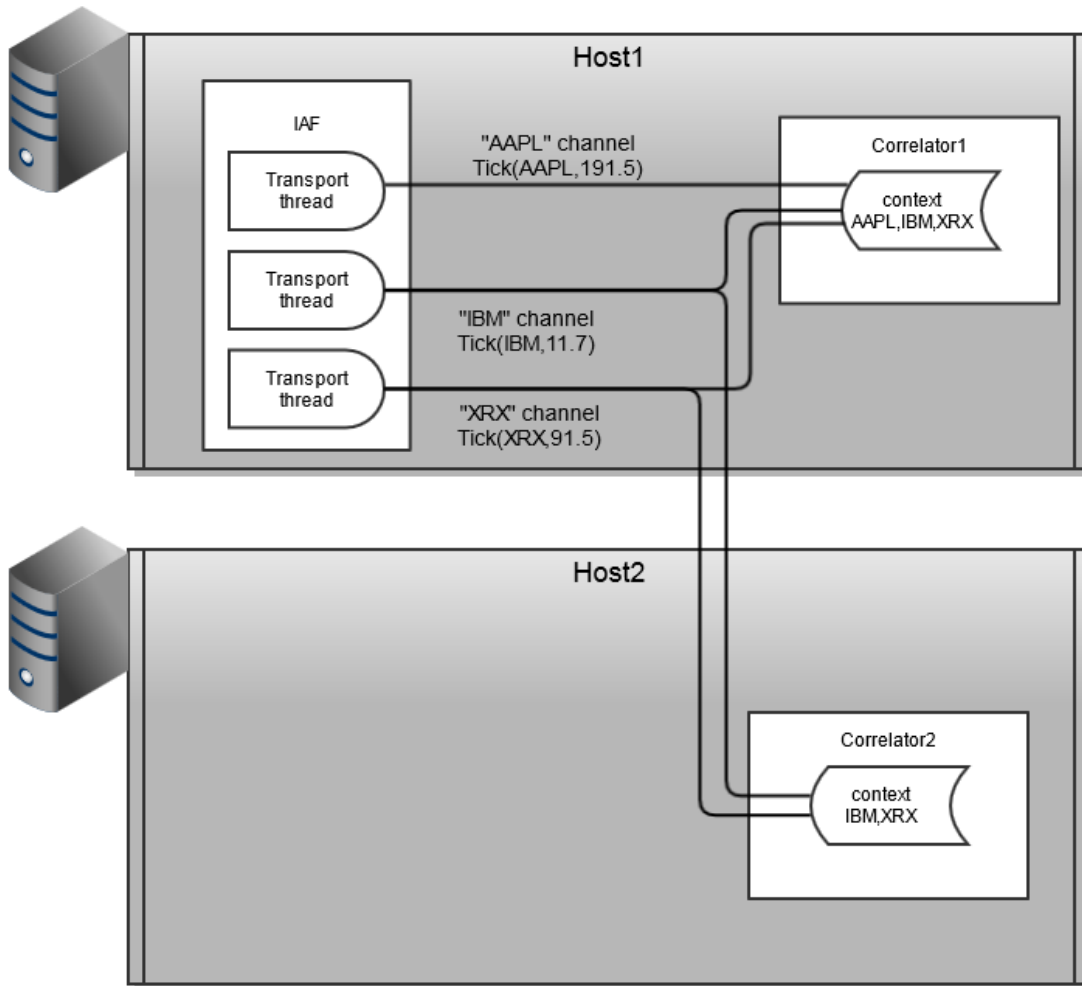 Host1
IAF
Transport
thread
"AAPL" channel
Tick(AAPL,191.5)
Correlator1
context
AAPL,IBM,XRX
Transport
thread
"IBM" channel
Tick(IBM,11.7)
Transport
thread
"XRX" channel
Tick(XRX,91.5)
Host2
Correlator2
context
IBM,XRX